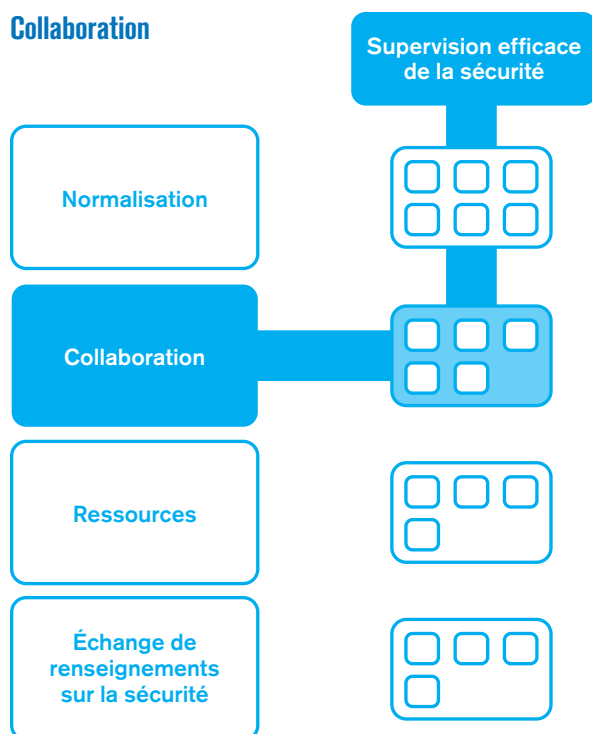 Collaboration
Supervision efficace
de la sécurité
Normalisation
Collaboration
Ressources
Échange de
renseignements
sur la sécurité